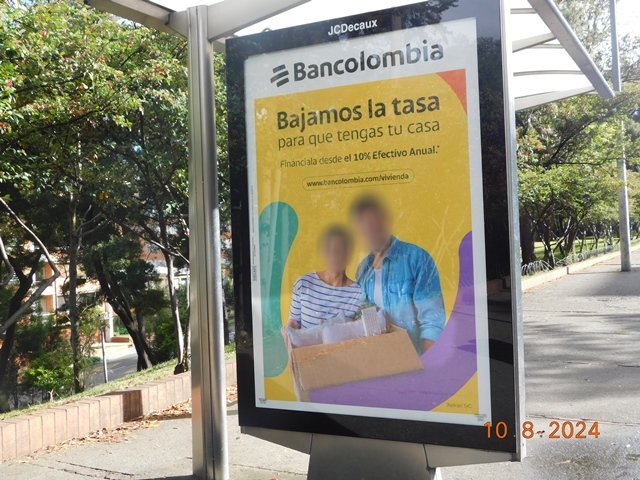 JCDecaux
Bancolombia
Bajamos la tasa
para que tengas tu casa
Finánciala desde el 10% Efectivo Anual.*
www.bancolombia.com/vivienda
10.8.2024